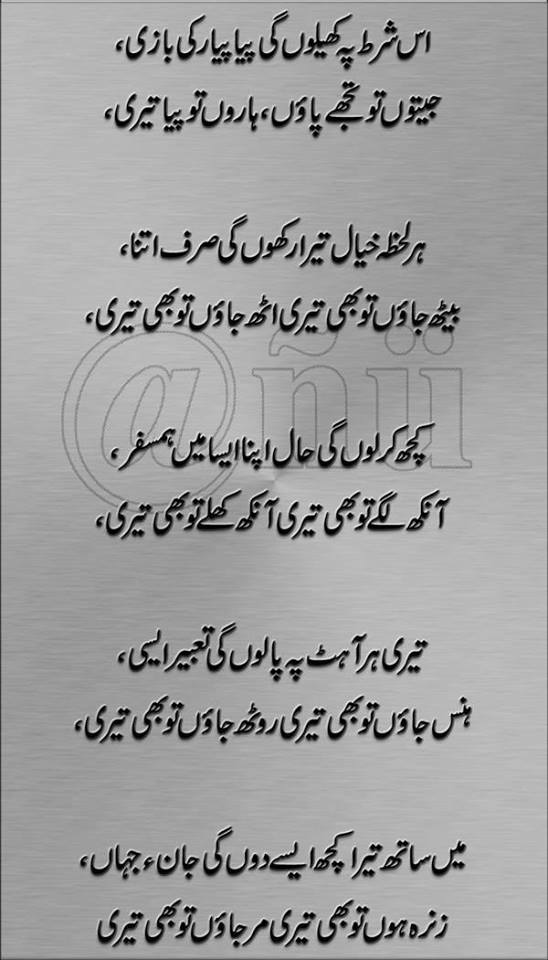 اس شرط پہ کھیلوں گی پیا پیار کی بازی،
جیتوں تو تجھے پاؤں، ہاروں تو پیا تیری،
ہر لحظہ خیال تیرا رکھوں گی صرف اتنا،
بیٹھ جاؤں تو بھی تیری اٹھ جاؤں تو بھی تیری،
@ñü
کچھ کر لوں گی حال اپنا ایسا میں ہمسفر،
آنکھ لگے تو بھی تیری آنکھ کھلے تو بھی تیری،
تیری ہر آہٹ پہ پالوں گی تعبیر ایسی،
ہنس جاؤں تو بھی تیری روٹھ جاؤں تو بھی تیری،
میں ساتھ تیرا کچھ ایسے دوں گی جانء جہاں،
زندہ ہوں تو بھی تیری مر جاؤں تو بھی تیری